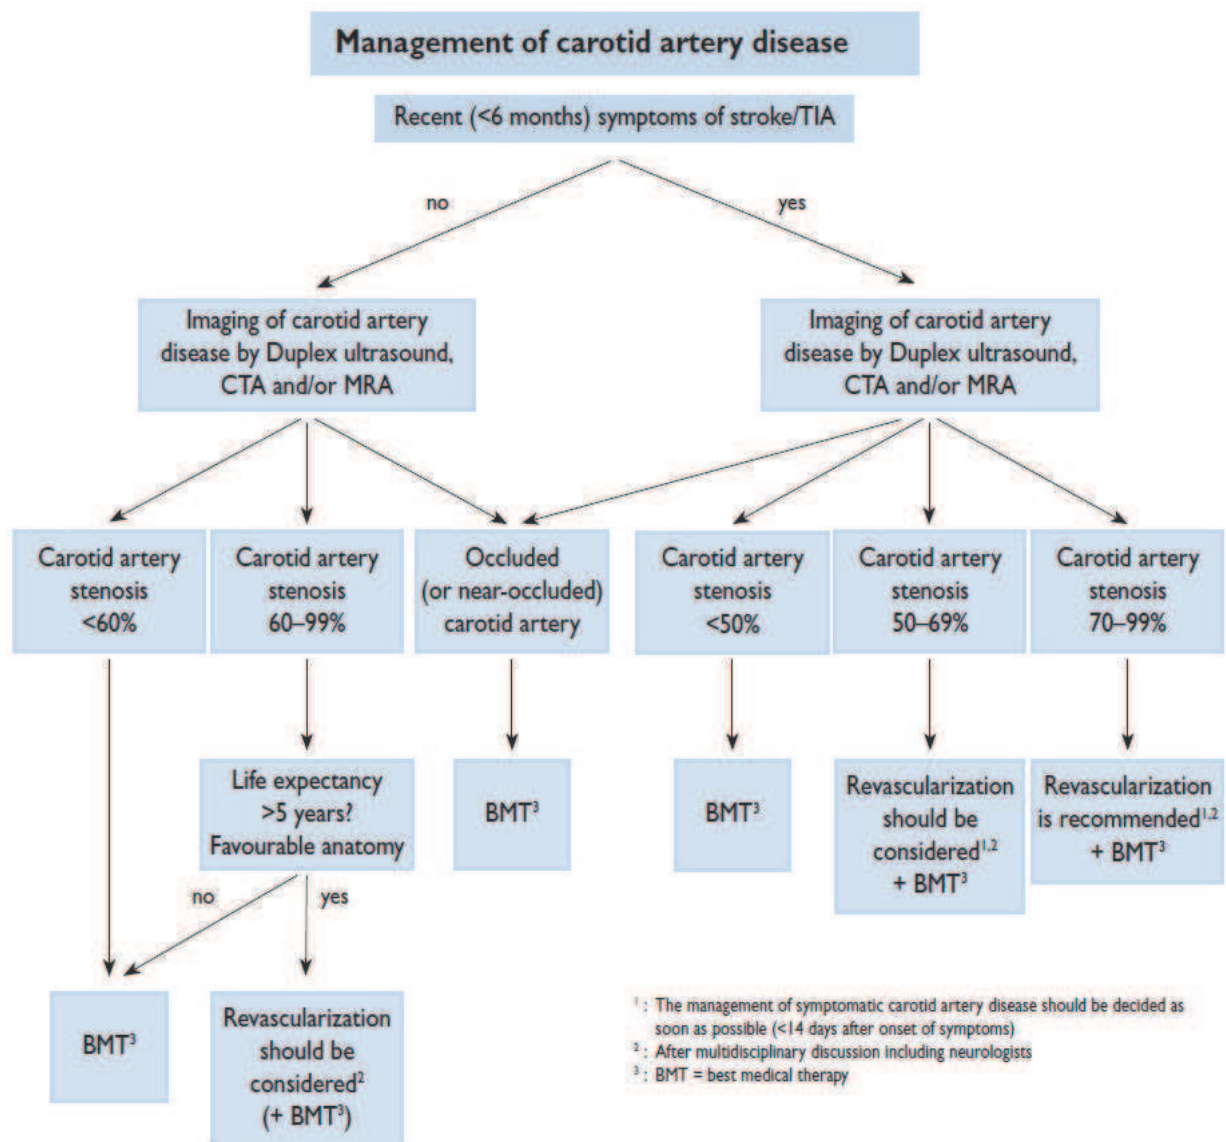 Management of carotid artery disease
Recent (<6 months) symptoms of stroke/TIA
no
yes
Imaging of carotid artery
disease by Duplex ultrasound,
CTA and/or MRA
Imaging of carotid artery
disease by Duplex ultrasound,
CTA and/or MRA
Carotid artery
stenosis
<60%
Carotid artery
stenosis
60–99%
Occluded
(or near-occluded)
carotid artery
Carotid artery
stenosis
<50%
Carotid artery
stenosis
50–69%
Carotid artery
stenosis
70–99%
Life expectancy
>5 years?
Favourable anatomy
BMT³
BMT³
Revascularization
should be
considered¹,²
+ BMT³
Revascularization
is recommended¹,²
+ BMT³
no
yes
BMT³
Revascularization
should be
considered²
(+ BMT³)
¹ : The management of symptomatic carotid artery disease should be decided as
soon as possible (<14 days after onset of symptoms)
² : After multidisciplinary discussion including neurologists
³ : BMT = best medical therapy